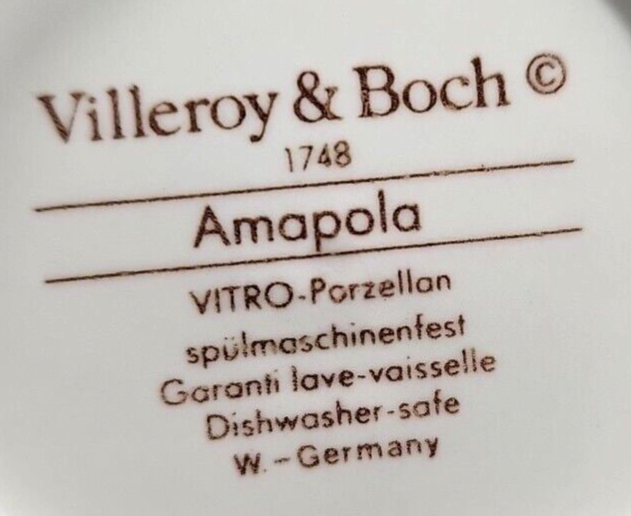 Villeroy & Boch ©
1748
Amapola
VITRO-Porzellan
spülmaschinenfest
Garanti lave-vaisselle
Dishwasher-safe
W.-Germany